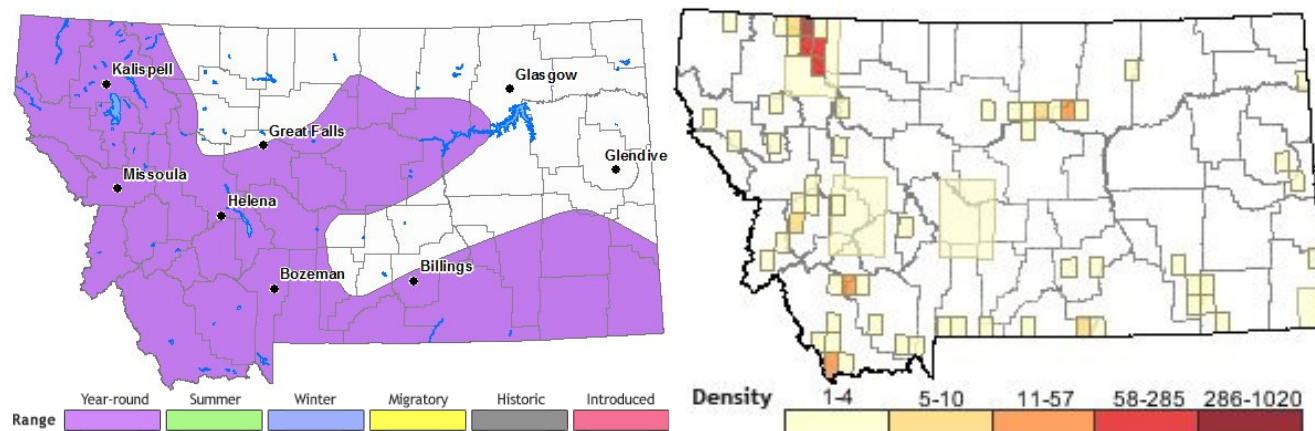 Kalispell
Glasgow
Great Falls
Glendive
Missoula
Helena
Bozeman
Billings
Range Year-round Summer Winter Migratory Historic Introduced
Density 1-4 5-10 11-57 58-285 286-1020